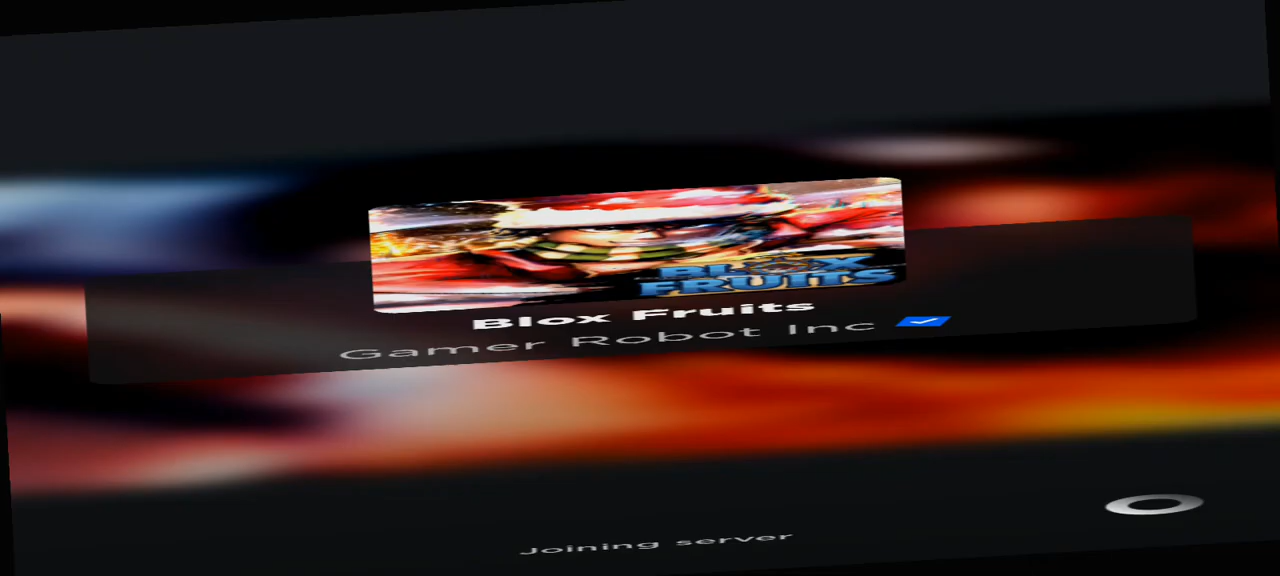 BLOX
FRUITS
Blox Fruits
Gamer Robot Inc
Joining server